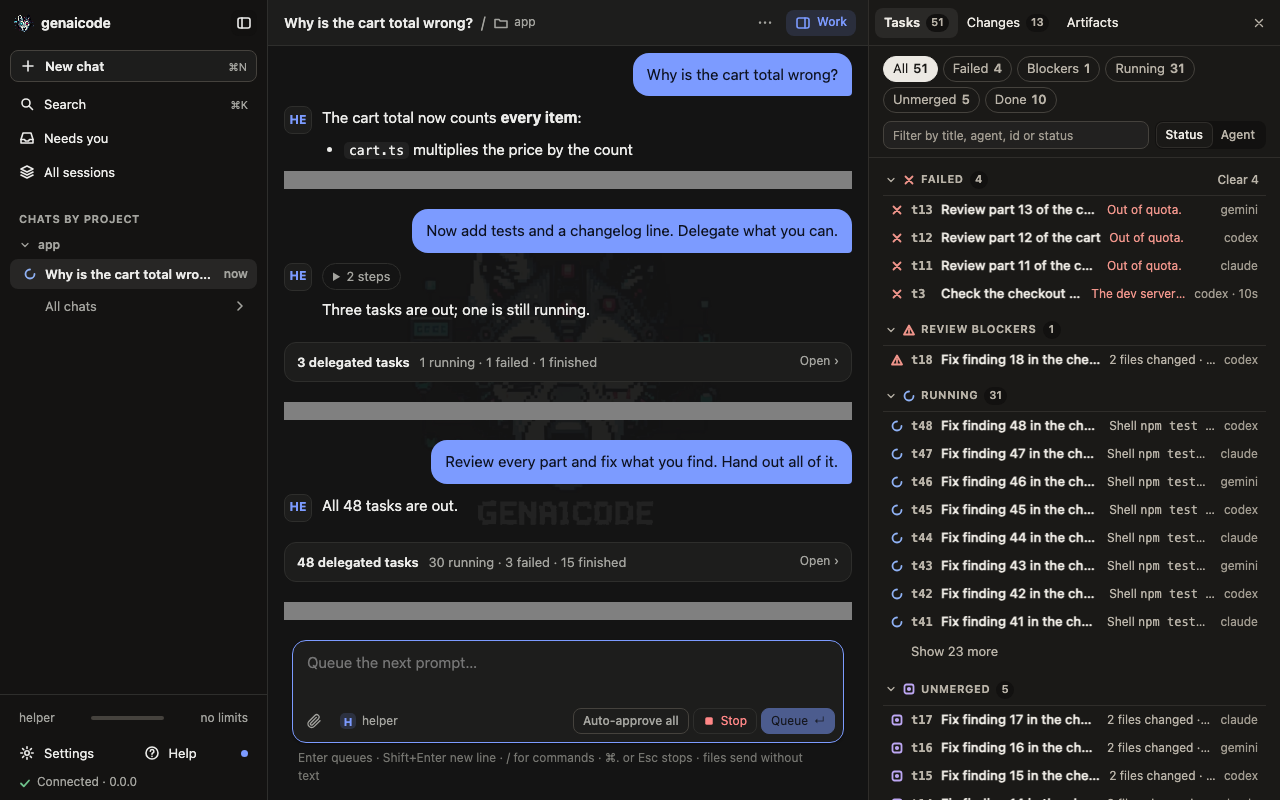 genaicode
New chat ⌘N
Search ⌘K
Needs you
All sessions
CHATS BY PROJECT
app
Why is the cart total wro... now
All chats
helper no limits
Settings Help
Connected · 0.0.0
Why is the cart total wrong? / app
··· Work
Why is the cart total wrong?
HE The cart total now counts every item:
• cart.ts multiplies the price by the count
Now add tests and a changelog line. Delegate what you can.
HE 2 steps
Three tasks are out; one is still running.
3 delegated tasks 1 running · 1 failed · 1 finished Open ›
Review every part and fix what you find. Hand out all of it.
HE All 48 tasks are out.
GENAICODE
48 delegated tasks 30 running · 3 failed · 15 finished Open ›
Queue the next prompt...
H helper Auto-approve all Stop Queue
Enter queues · Shift+Enter new line · / for commands · ⌘. or Esc stops · files send without
text
Tasks 51 Changes 13 Artifacts
All 51 Failed 4 Blockers 1 Running 31
Unmerged 5 Done 10
Filter by title, agent, id or status Status Agent
FAILED 4 Clear 4
t13 Review part 13 of the c... Out of quota. gemini
t12 Review part 12 of the cart Out of quota. codex
t11 Review part 11 of the c... Out of quota. claude
t3 Check the checkout ... The dev server... codex · 10s
REVIEW BLOCKERS 1
t18 Fix finding 18 in the che... 2 files changed · ... codex
RUNNING 31
t48 Fix finding 48 in the ch... Shell npm test ... codex
t47 Fix finding 47 in the ch... Shell npm test... claude
t46 Fix finding 46 in the ch... Shell npm test... gemini
t45 Fix finding 45 in the ch... Shell npm test ... codex
t44 Fix finding 44 in the ch... Shell npm test... claude
t43 Fix finding 43 in the ch... Shell npm test... gemini
t42 Fix finding 42 in the ch... Shell npm test ... codex
t41 Fix finding 41 in the ch... Shell npm test... claude
Show 23 more
UNMERGED 5
t17 Fix finding 17 in the ch... 2 files changed ·... claude
t16 Fix finding 16 in the ch... 2 files changed ·... gemini
t15 Fix finding 15 in the che... 2 files changed · ... codex